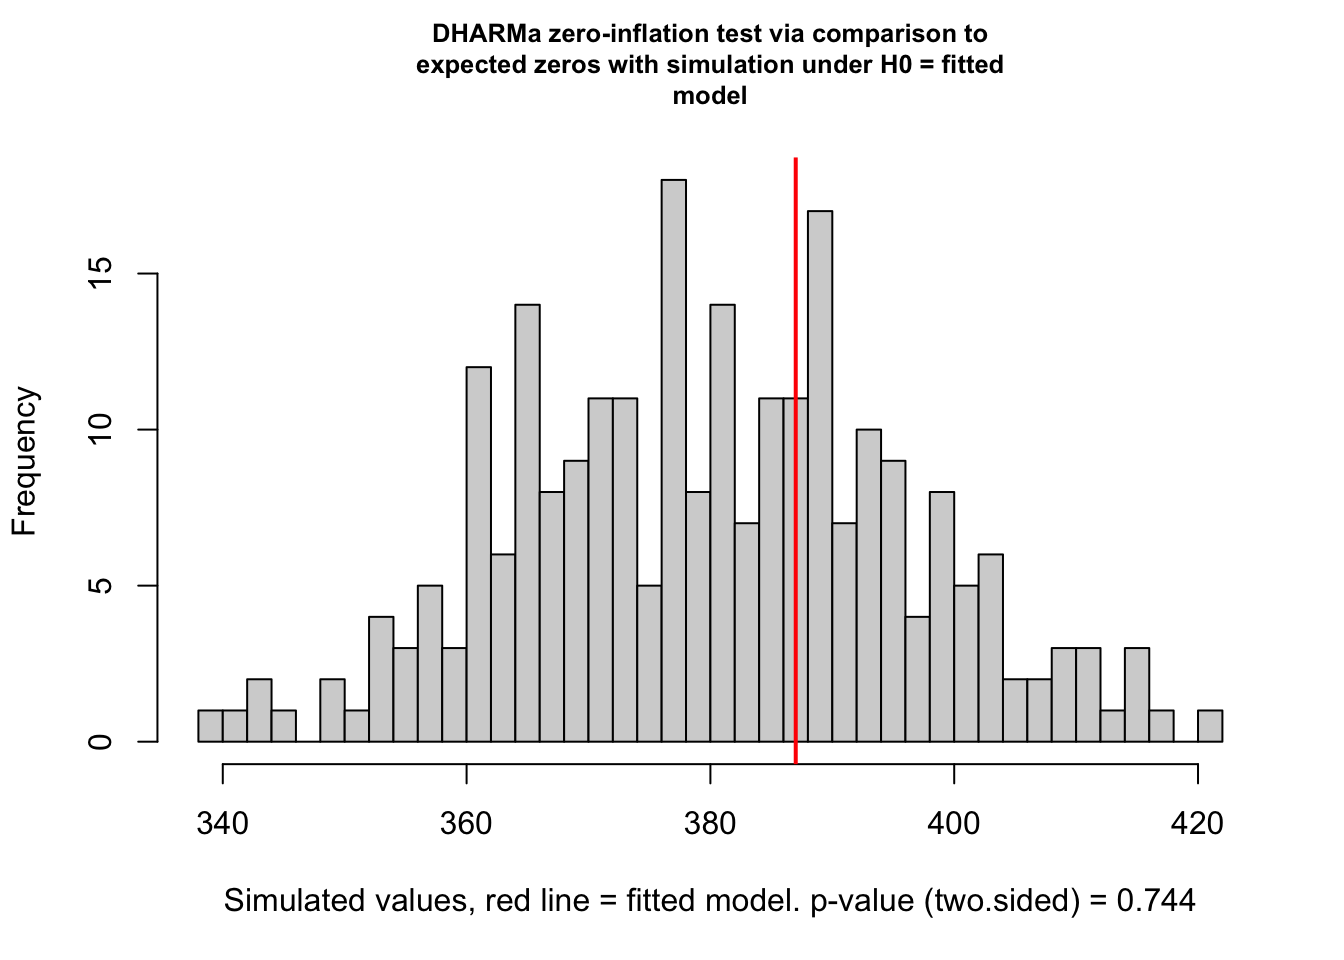 DHARMa zero-inflation test via comparison to
expected zeros with simulation under H0 = fitted
model
Frequency
15
10
5
0
340
360
380
400
420
Simulated values, red line = fitted model. p-value (two.sided) = 0.744